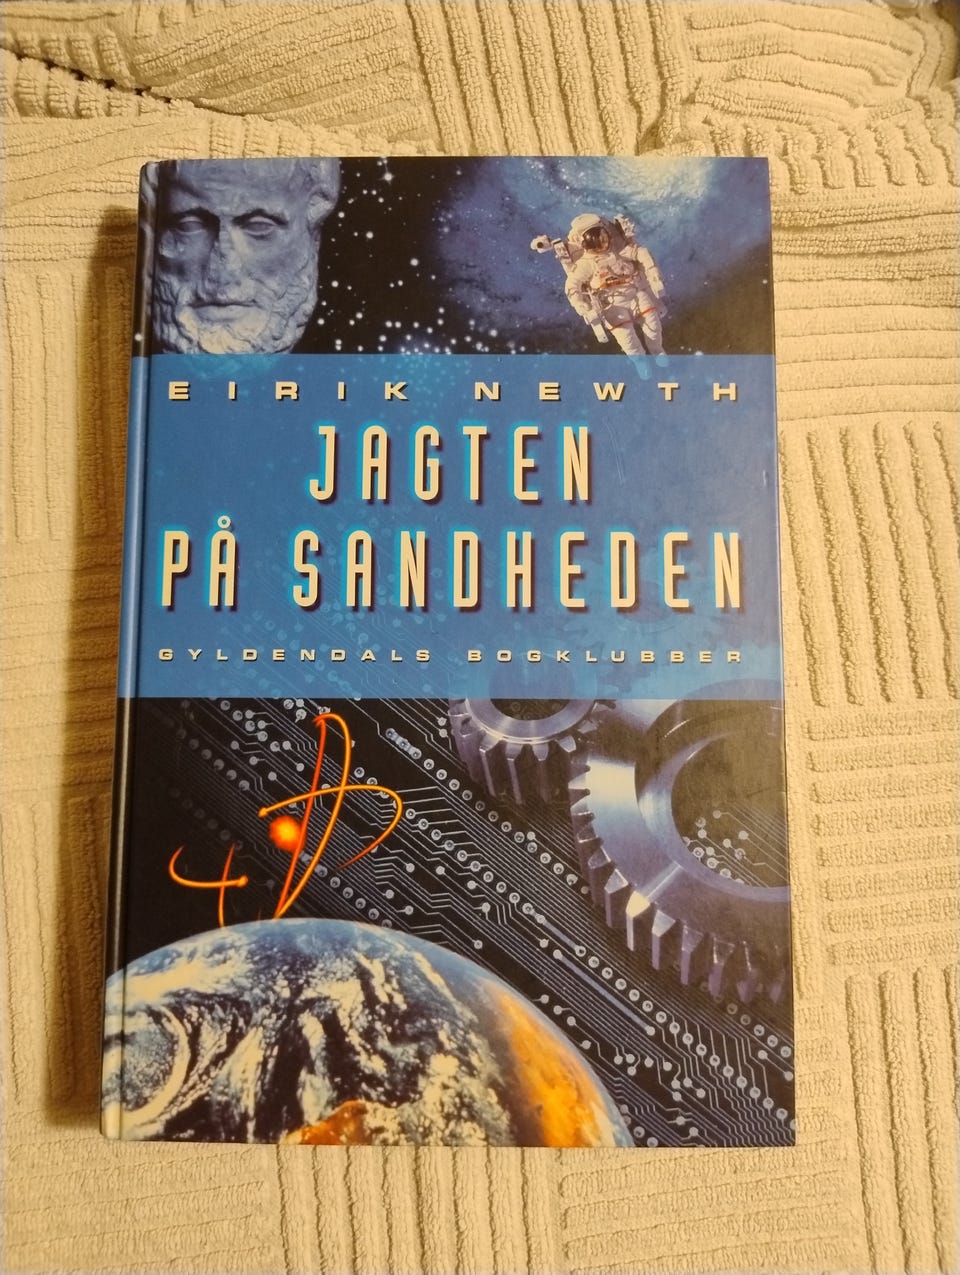 EIRIK NEWTH
JAGTEN
PÅ SANDHEDEN
GYLDENDALS BOGKLUBBER